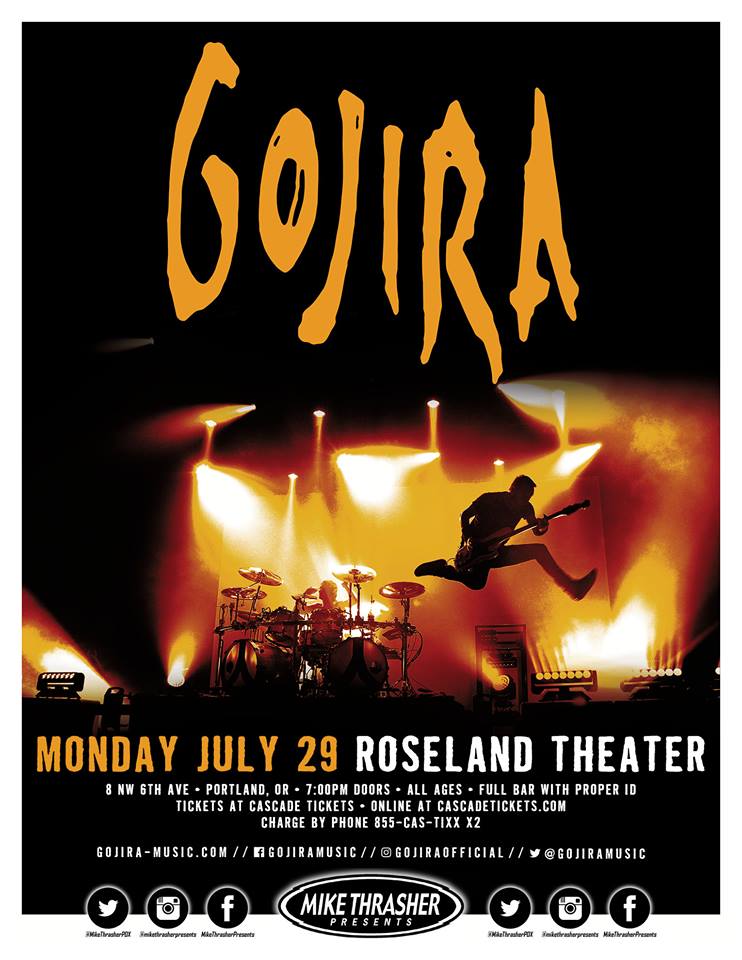 GOJIRA
MONDAY JULY 29 ROSELAND THEATER
8 NW 6TH AVE • PORTLAND, OR • 7:00PM DOORS • ALL AGES • FULL BAR WITH PROPER ID
TICKETS AT CASCADE TICKETS • ONLINE AT CASCADETICKETS.COM
CHARGE BY PHONE 855-CAS-TIXX X2
GOJIRA-MUSIC.COM // GOJIRAMUSIC // GOJIRAOFFICIAL // @GOJIRAMUSIC
MIKE THRASHER
PRESENTS
@MikeThrasherPDX @mikethrasherpresents MikeThrasherPresents @MikeThrasherPDX @mikethrasherpresents MikeThrasherPresents